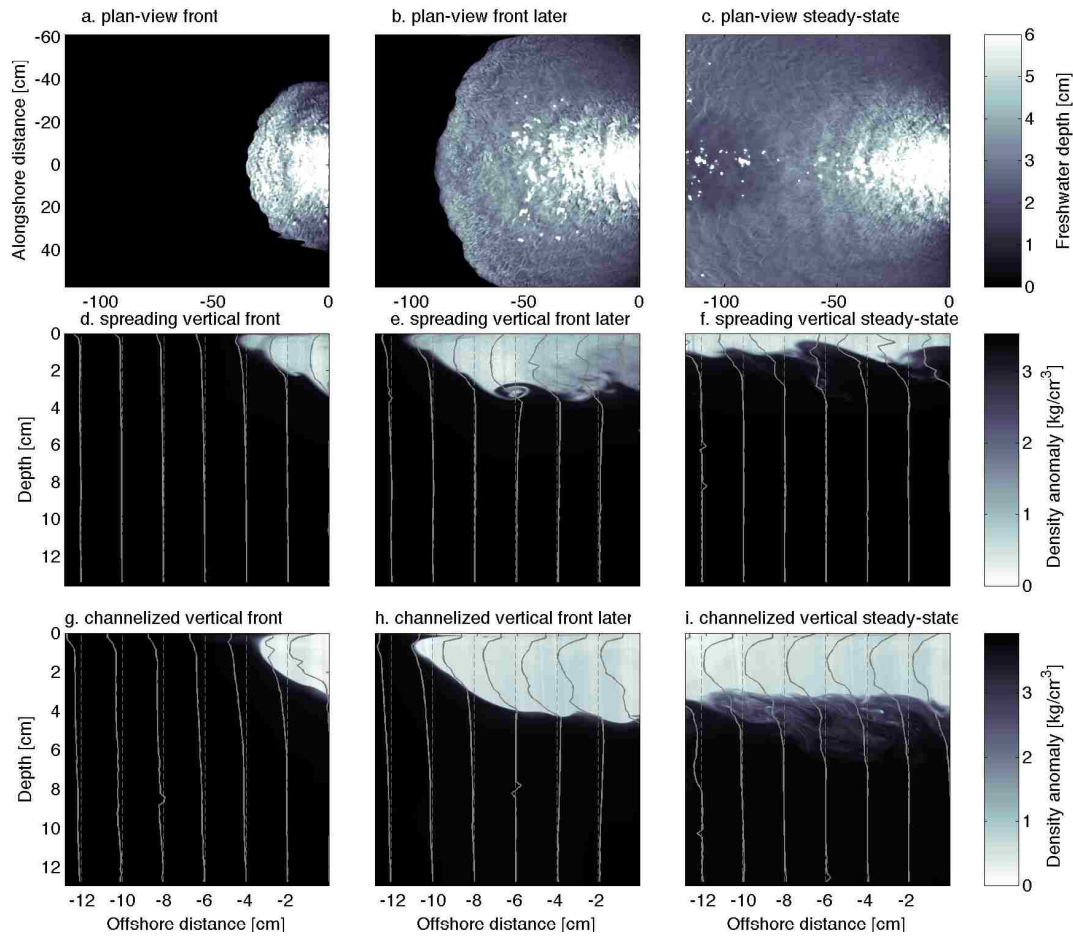 a. plan-view front
b. plan-view front later
c. plan-view steady-state
Alongshore distance [cm]
-60
-40
-20
0
20
40
-100
-50
0
-100
-50
0
-100
-50
0
6
5
4
3
2
1
0
Freshwater depth [cm]
d. spreading vertical front
e. spreading vertical front later
f. spreading vertical steady-state
Depth [cm]
0
2
4
6
8
10
12
3
2
1
0
Density anomaly [kg/cm³]
g. channelized vertical front
h. channelized vertical front later
i. channelized vertical steady-state
Depth [cm]
0
2
4
6
8
10
12
-12 -10 -8 -6 -4 -2
Offshore distance [cm]
-12 -10 -8 -6 -4 -2
Offshore distance [cm]
-12 -10 -8 -6 -4 -2
Offshore distance [cm]
3
2
1
0
Density anomaly [kg/cm³]